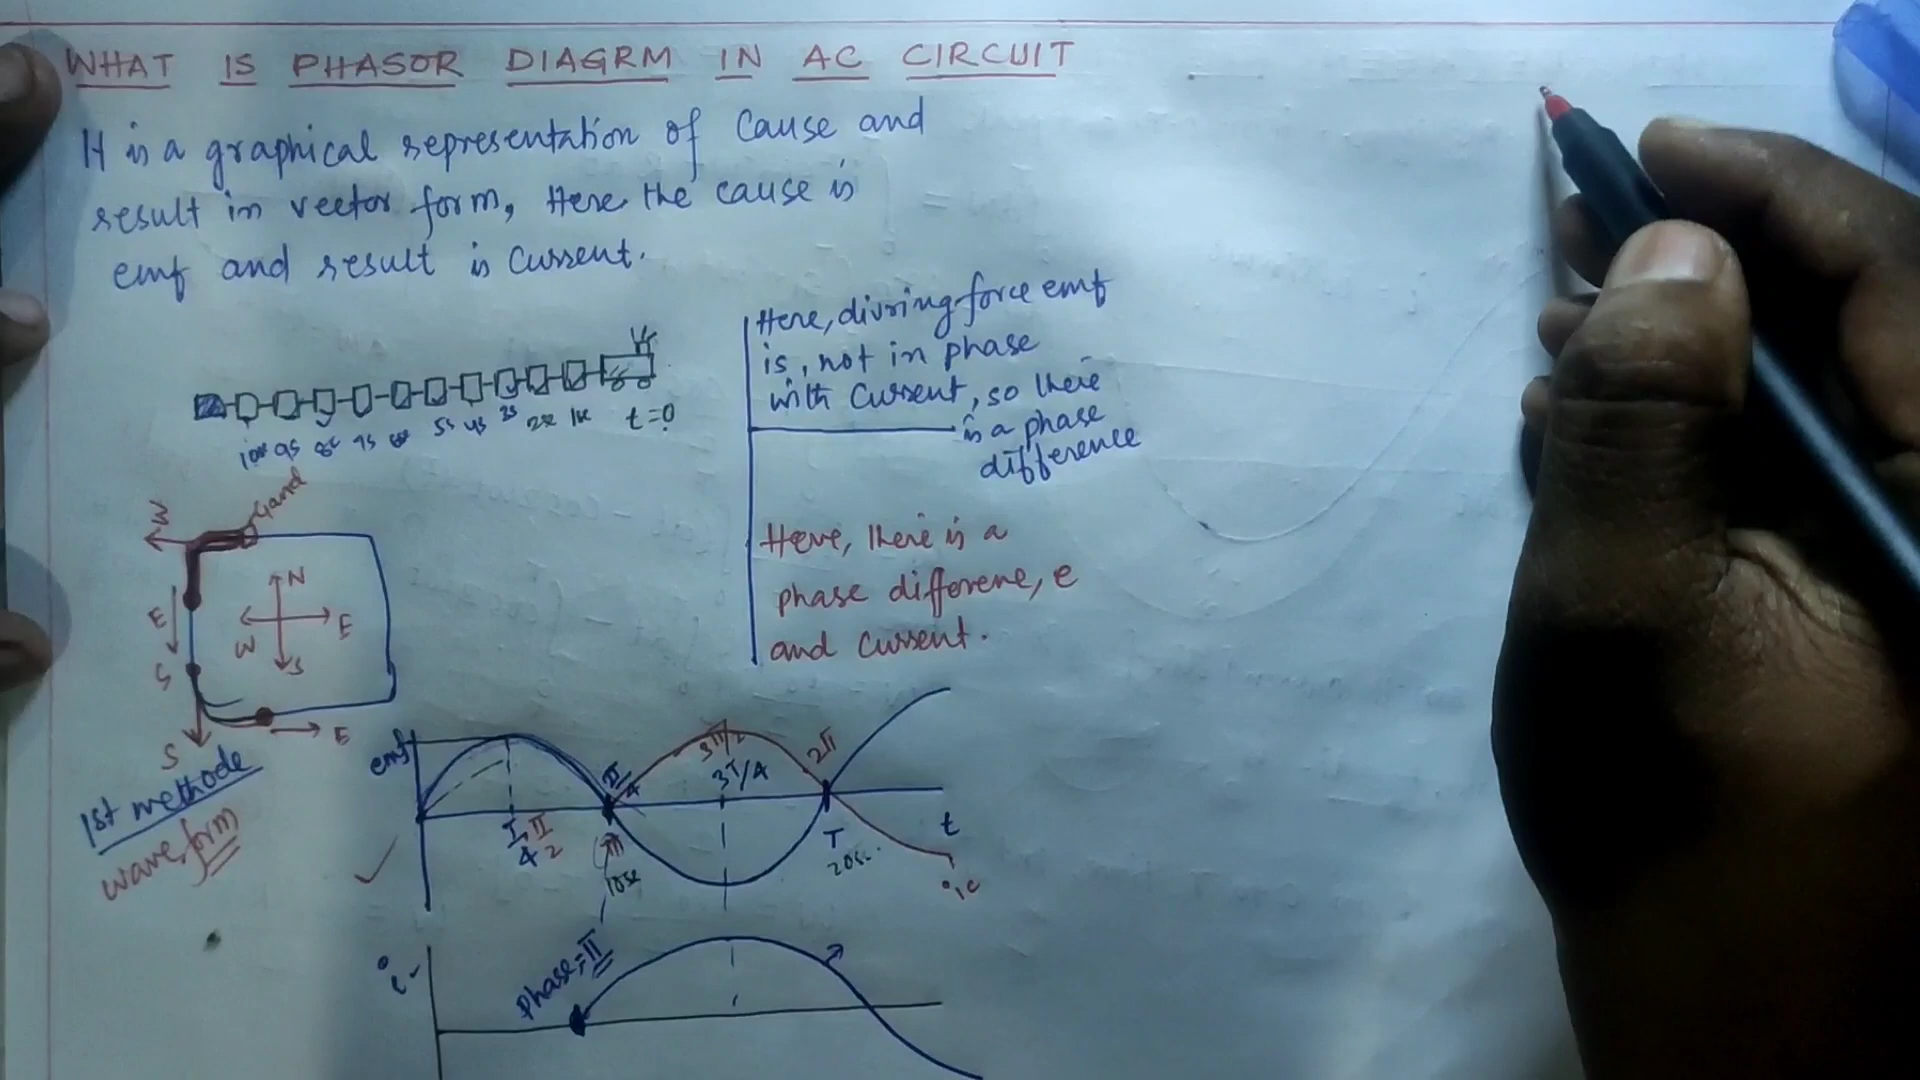 WHAT IS PHASOR DIAGRM IN AC CIRCUIT
It is a graphical representation of cause and
result in vector form, Here the cause is
emf and result is current.
t=0
Here, divring force emf
is, not in phase
with current, so there
is a phase
difference
Here, there is a
phase differene, e
and current.
W
E
S
N
W E
S
S
E
1st methode
wave form
emf
T/4 π/2
π
3π/2
3T/4
2π
T
t
i
Phase=π